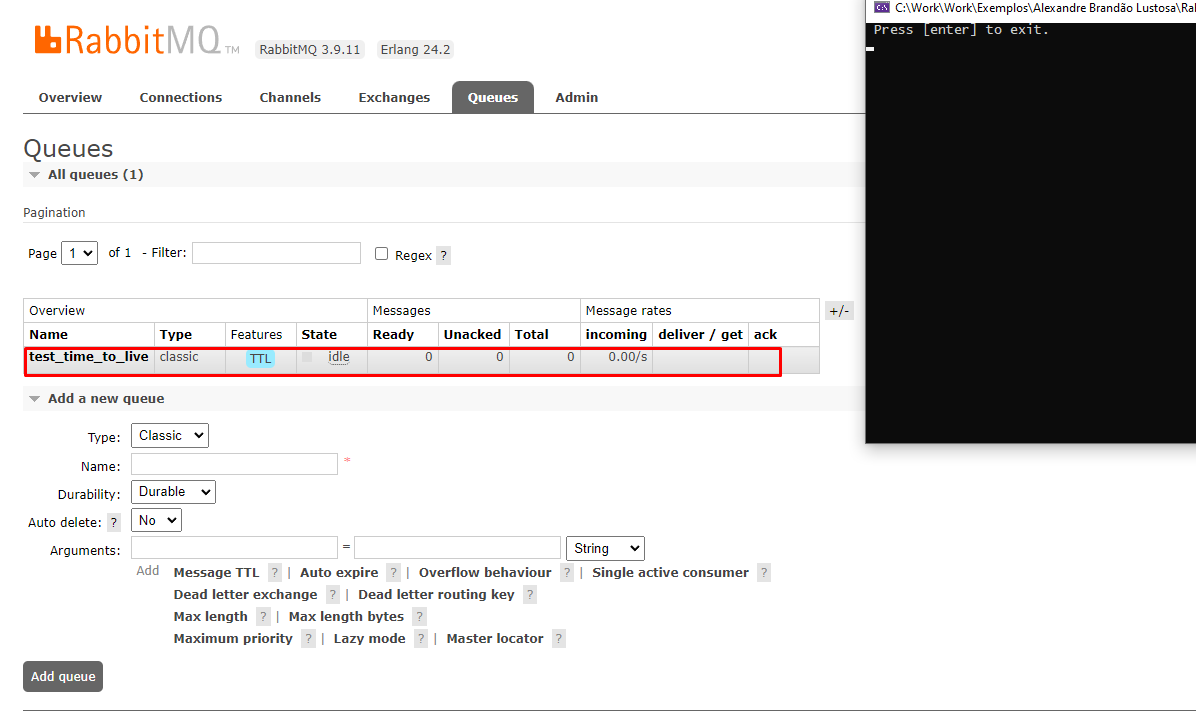 RabbitMQ TM RabbitMQ 3.9.11 Erlang 24.2
C:\Work\Work\Exemplos\Alexandre Brandão Lustosa\Ra
Press [enter] to exit.
Overview Connections Channels Exchanges Queues Admin
Queues
All queues (1)
Pagination
Page 1 of 1 - Filter: Regex ?
Overview Messages Message rates +/-
Name Type Features State Ready Unacked Total incoming deliver / get ack
test_time_to_live classic TTL idle 0 0 0 0.00/s
Add a new queue
Type: Classic
Name: *
Durability: Durable
Auto delete: ? No
Arguments: = String
Add Message TTL ? | Auto expire ? | Overflow behaviour ? | Single active consumer ?
Dead letter exchange ? | Dead letter routing key ?
Max length ? | Max length bytes ?
Maximum priority ? | Lazy mode ? | Master locator ?
Add queue